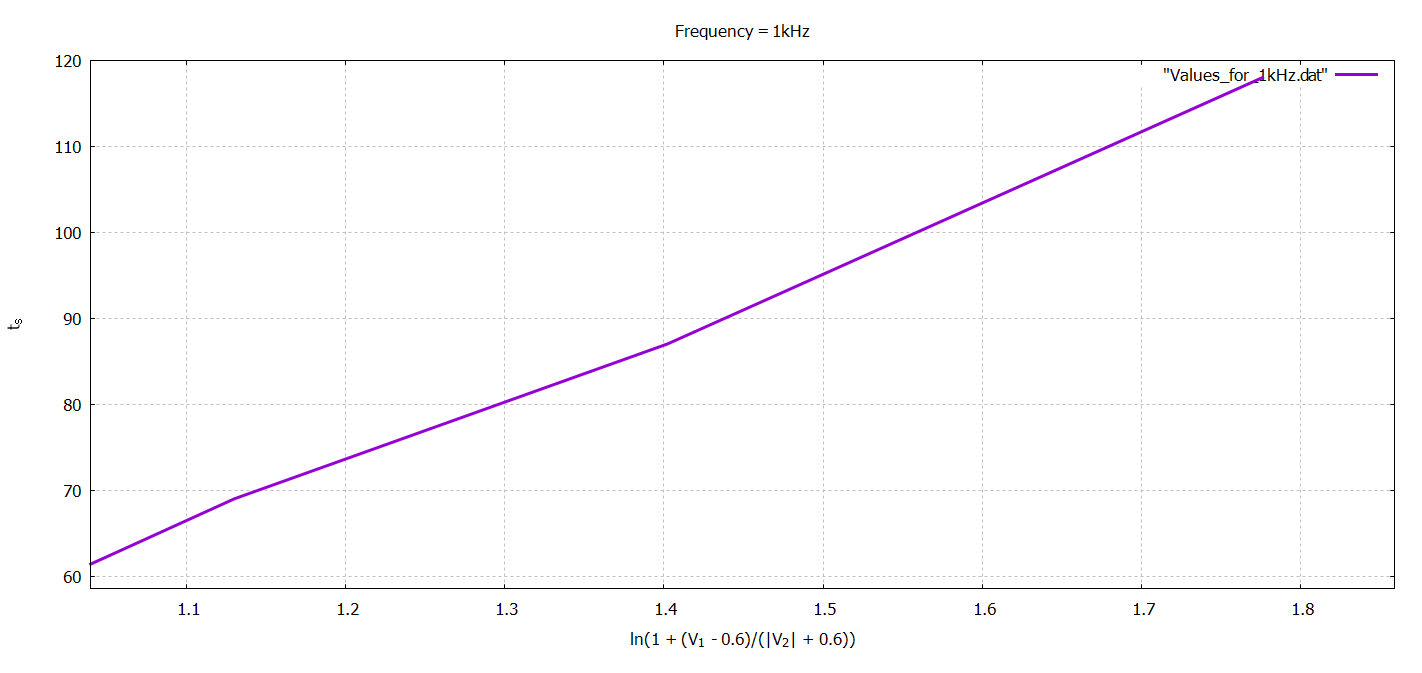 Frequency = 1kHz
"Values_for_1kHz.dat"
120
110
100
90
80
70
60
tₛ
1.1 1.2 1.3 1.4 1.5 1.6 1.7 1.8
ln(1 + (V₁ - 0.6)/(|V₂| + 0.6))